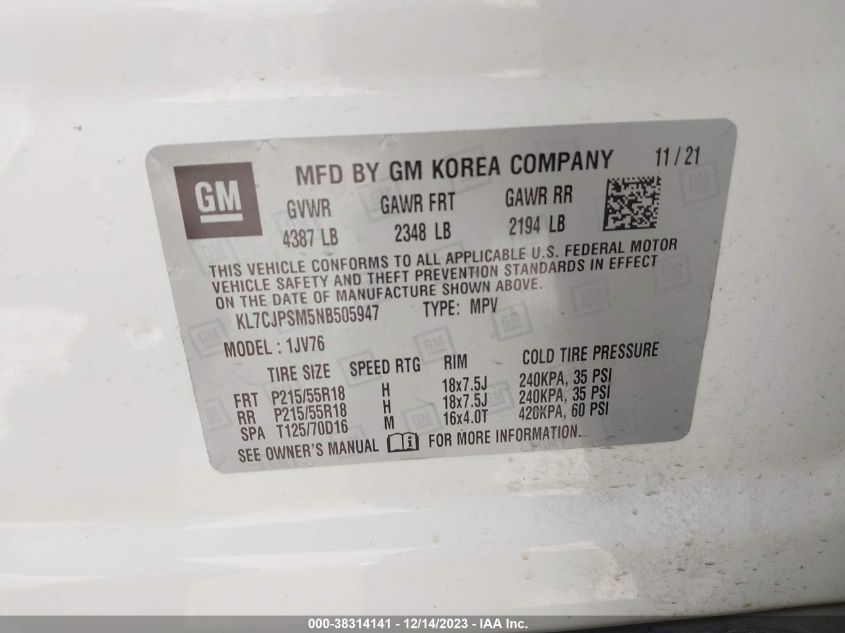 GM
MFD BY GM KOREA COMPANY 11/21
GVWR GAWR FRT GAWR RR
4387 LB 2348 LB 2194 LB
THIS VEHICLE CONFORMS TO ALL APPLICABLE U.S. FEDERAL MOTOR
VEHICLE SAFETY AND THEFT PREVENTION STANDARDS IN EFFECT
ON THE DATE OF MANUFACTURE SHOWN ABOVE.
KL7CJPSM5NB505947 TYPE: MPV
MODEL : 1JV76
TIRE SIZE SPEED RTG RIM COLD TIRE PRESSURE
FRT P215/55R18 H 18x7.5J 240KPA, 35 PSI
RR P215/55R18 H 18x7.5J 240KPA, 35 PSI
SPA T125/70D16 M 16x4.0T 420KPA, 60 PSI
SEE OWNER'S MANUAL FOR MORE INFORMATION.
000-38314141 - 12/14/2023 - IAA Inc.